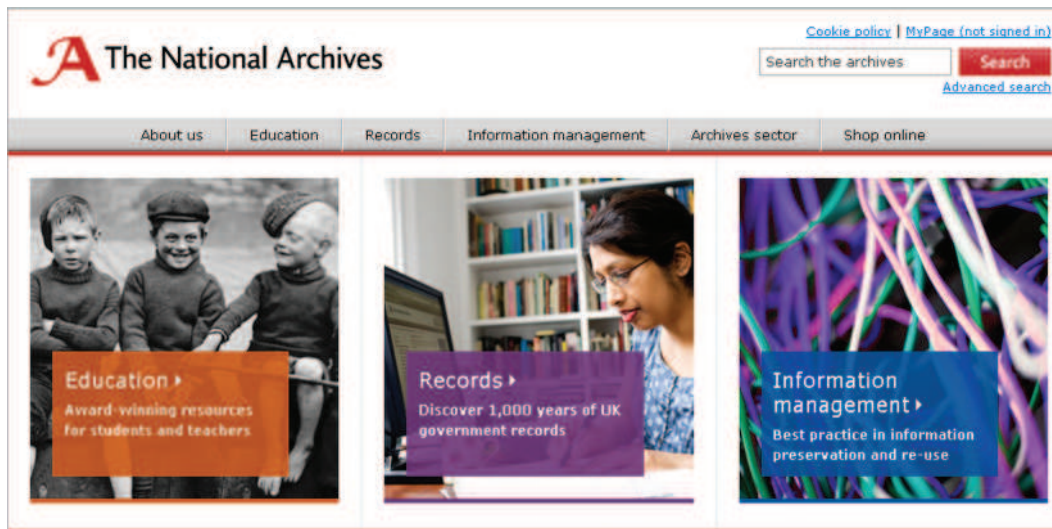 Cookie policy | MyPage (not signed in)
A The National Archives
Search the archives Search
Advanced search
About us Education Records Information management Archives sector Shop online
Education
Award-winning resources
for students and teachers
Records
Discover 1,000 years of UK
government records
Information
management
Best practice in information
preservation and re-use